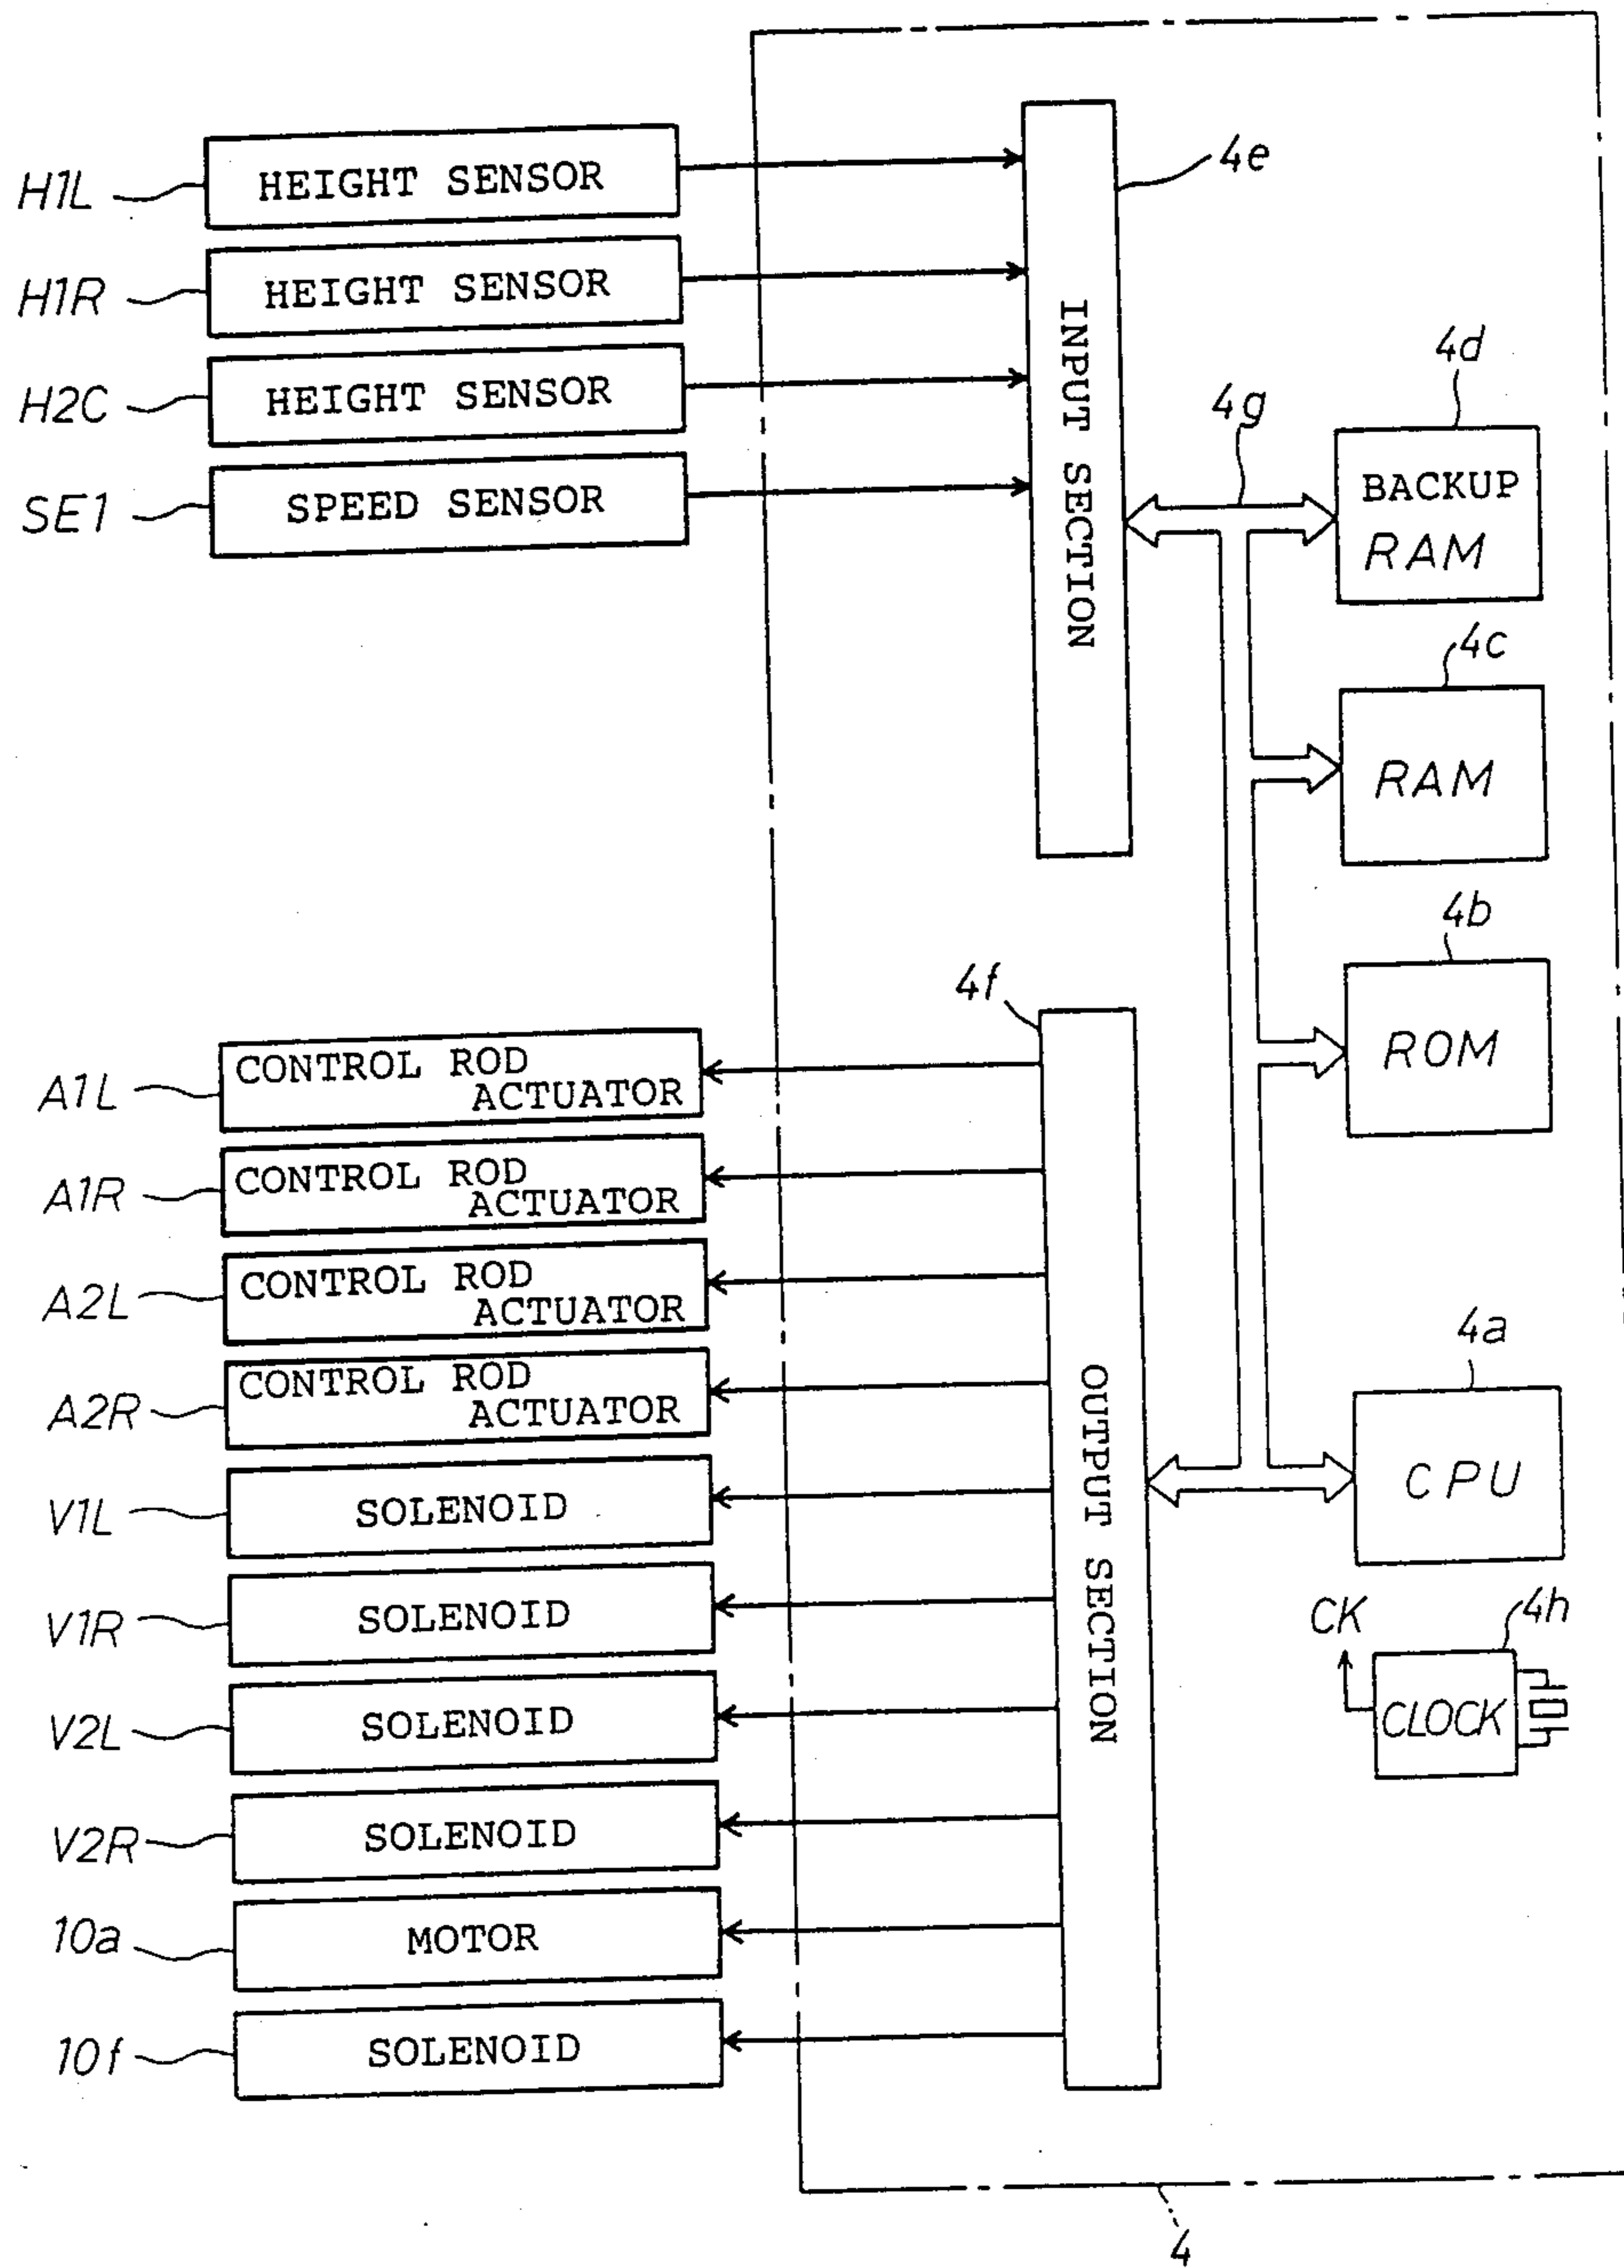 H1L
HEIGHT SENSOR
H1R
HEIGHT SENSOR
H2C
HEIGHT SENSOR
SE1
SPEED SENSOR
4e
INPUT SECTION
4g
4d
BACKUP
RAM
4c
RAM
4b
ROM
4f
A1L
CONTROL ROD
ACTUATOR
A1R
CONTROL ROD
ACTUATOR
A2L
CONTROL ROD
ACTUATOR
A2R
CONTROL ROD
ACTUATOR
V1L
SOLENOID
V1R
SOLENOID
V2L
SOLENOID
V2R
SOLENOID
10a
MOTOR
10f
SOLENOID
OUTPUT SECTION
4a
CPU
CK
4h
CLOCK
4